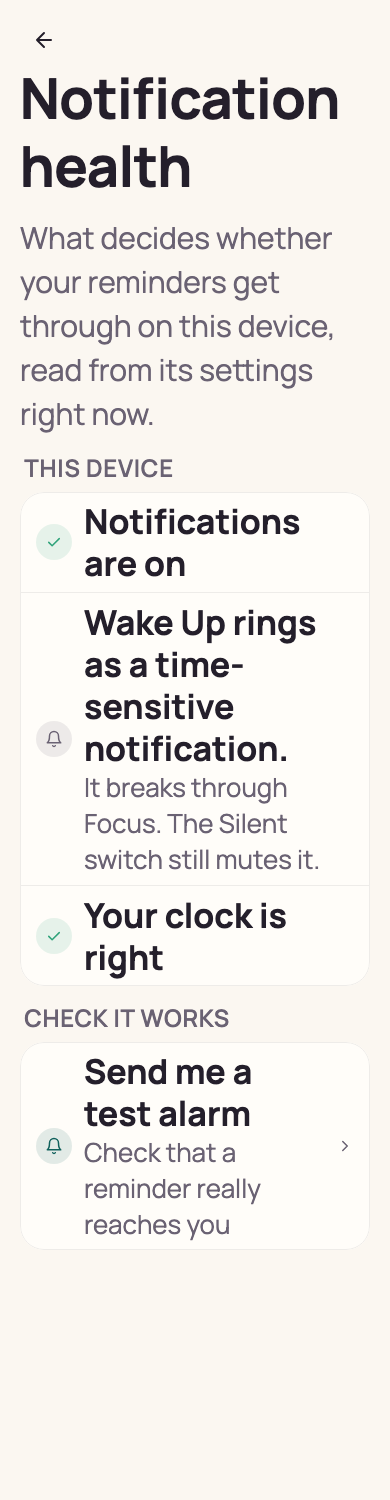 Notification
health
What decides whether
your reminders get
through on this device,
read from its settings
right now.
THIS DEVICE
Notifications
are on
Wake Up rings
as a time-
sensitive
notification.
It breaks through
Focus. The Silent
switch still mutes it.
Your clock is
right
CHECK IT WORKS
Send me a
test alarm
Check that a
reminder really
reaches you